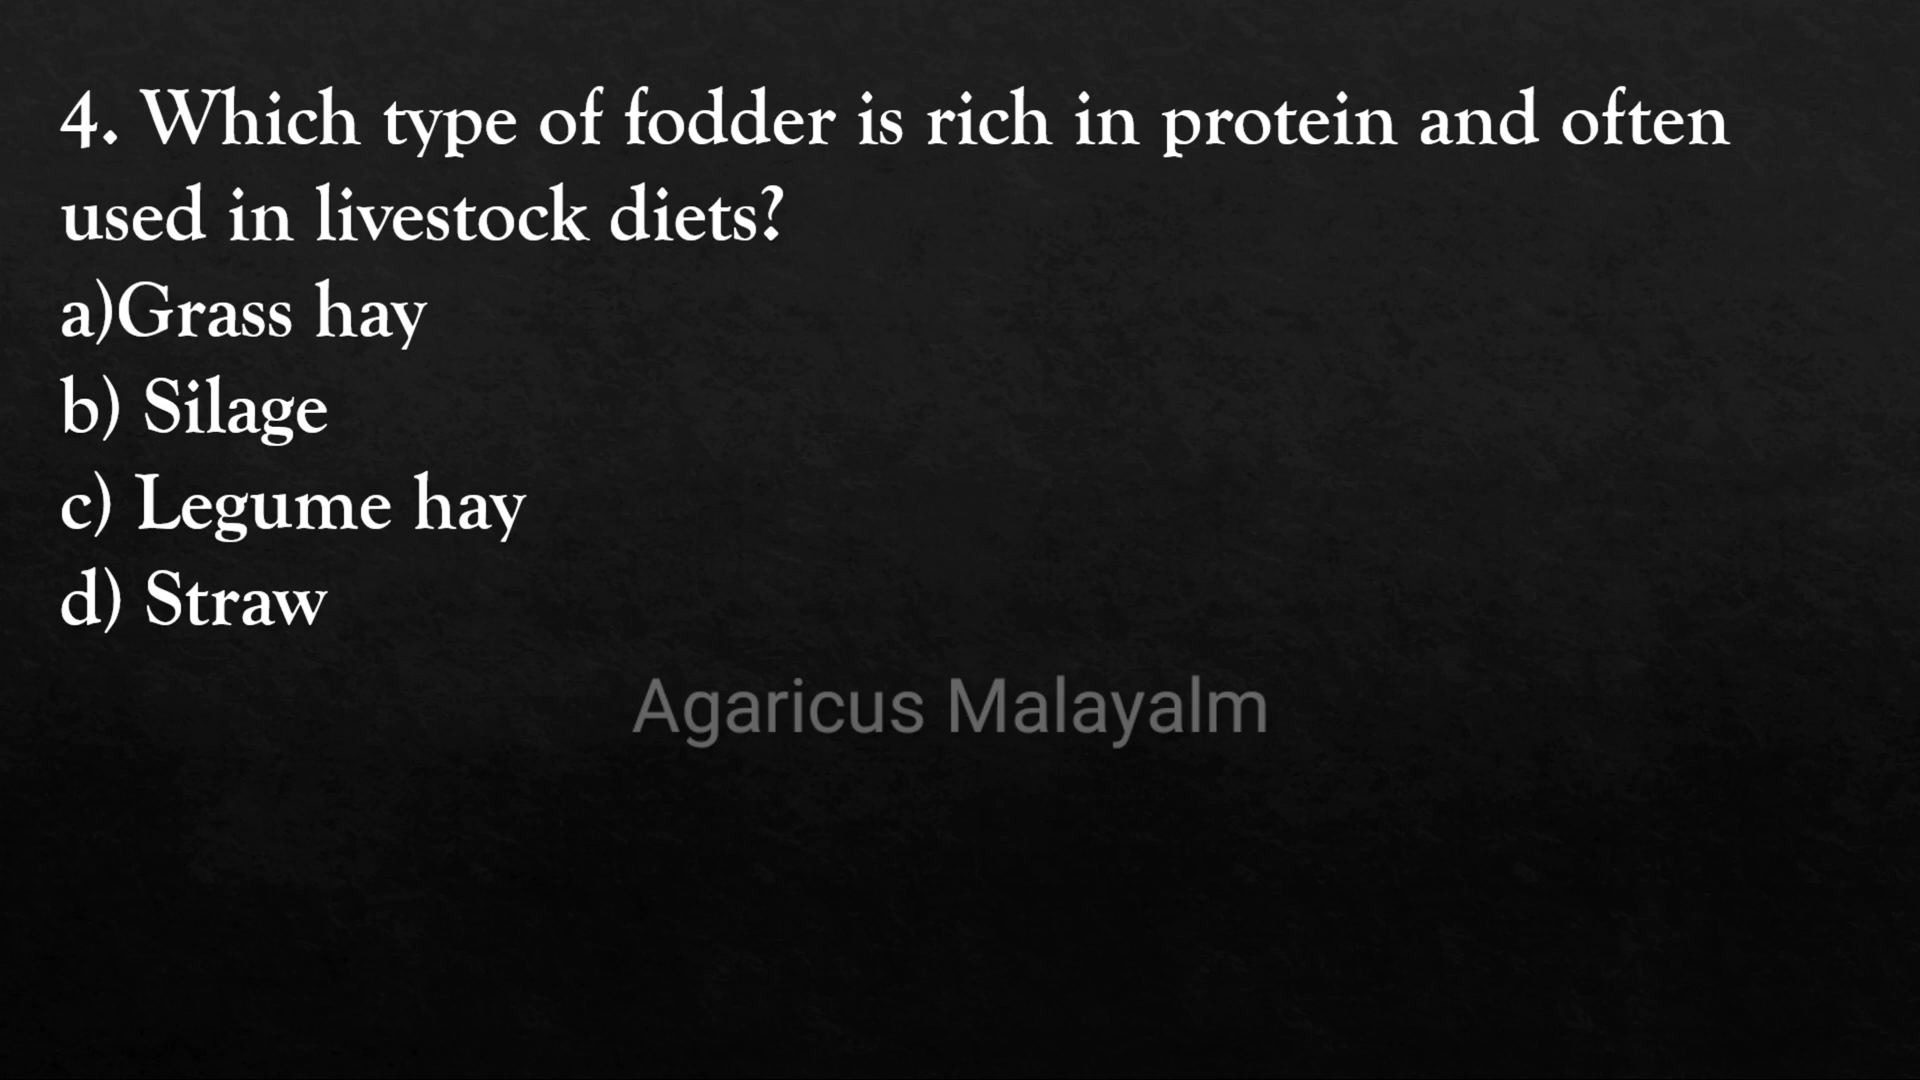 4. Which type of fodder is rich in protein and often
used in livestock diets?
a)Grass hay
b) Silage
c) Legume hay
d) Straw
Agaricus Malayalm